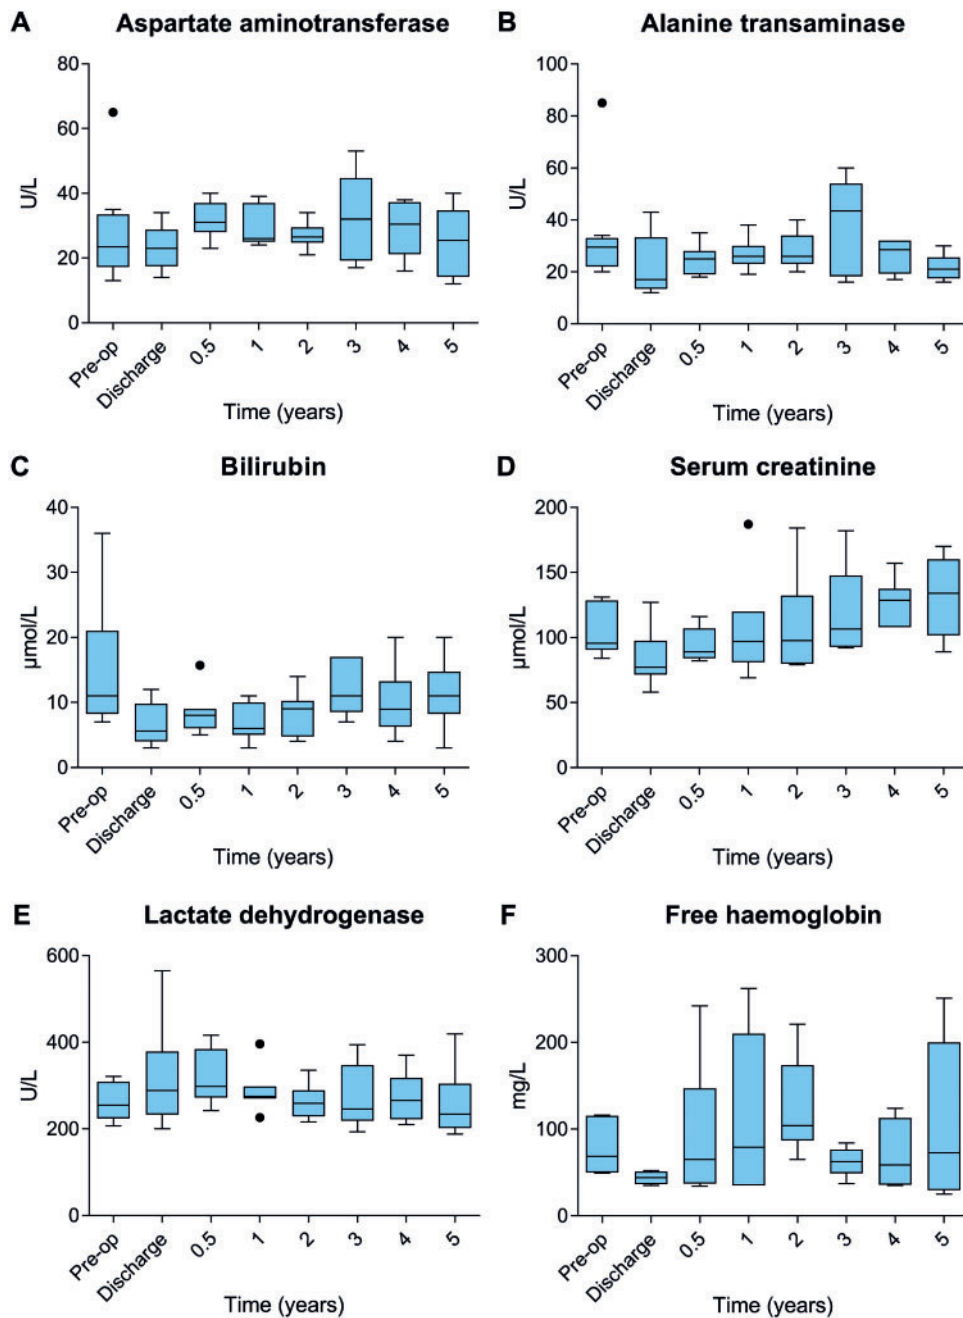 A Aspartate aminotransferase
80
60
40
20
0
U/L
Pre-op Discharge 0.5 1 2 3 4 5
Time (years)
B Alanine transaminase
100
80
60
40
20
0
U/L
Pre-op Discharge 0.5 1 2 3 4 5
Time (years)
C Bilirubin
40
30
20
10
0
µmol/L
Pre-op Discharge 0.5 1 2 3 4 5
Time (years)
D Serum creatinine
200
150
100
50
0
µmol/L
Pre-op Discharge 0.5 1 2 3 4 5
Time (years)
E Lactate dehydrogenase
600
400
200
0
U/L
Pre-op Discharge 0.5 1 2 3 4 5
Time (years)
F Free haemoglobin
300
200
100
0
mg/L
Pre-op Discharge 0.5 1 2 3 4 5
Time (years)